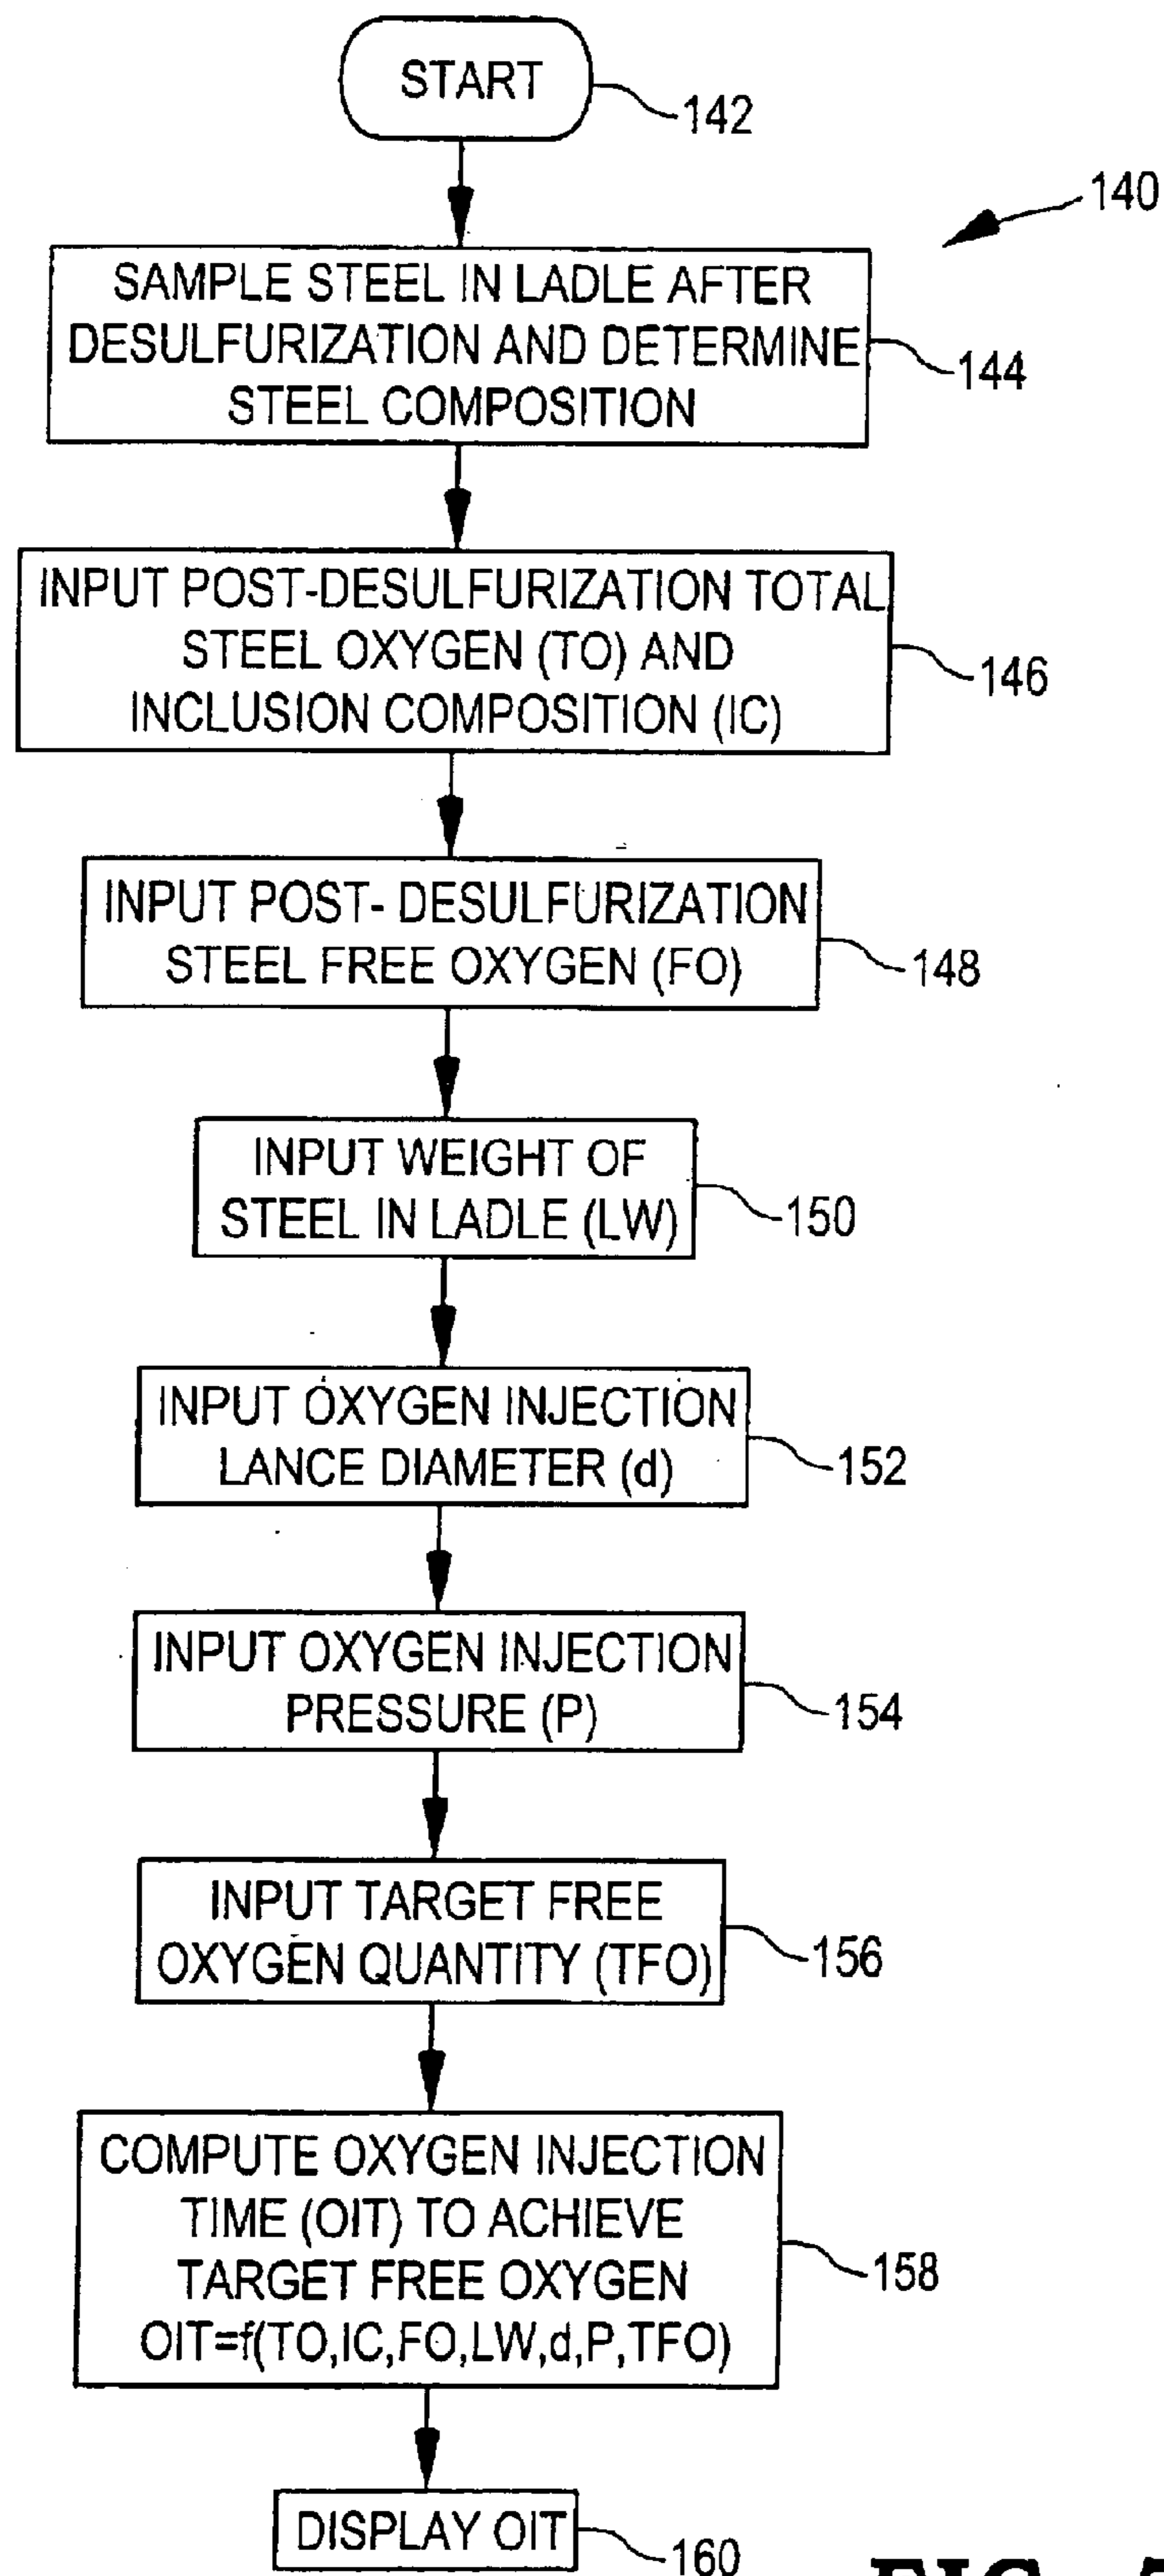 START
142
140
SAMPLE STEEL IN LADLE AFTER
DESULFURIZATION AND DETERMINE
STEEL COMPOSITION
144
INPUT POST-DESULFURIZATION TOTAL
STEEL OXYGEN (TO) AND
INCLUSION COMPOSITION (IC)
146
INPUT POST- DESULFURIZATION
STEEL FREE OXYGEN (FO)
148
INPUT WEIGHT OF
STEEL IN LADLE (LW)
150
INPUT OXYGEN INJECTION
LANCE DIAMETER (d)
152
INPUT OXYGEN INJECTION
PRESSURE (P)
154
INPUT TARGET FREE
OXYGEN QUANTITY (TFO)
156
COMPUTE OXYGEN INJECTION
TIME (OIT) TO ACHIEVE
TARGET FREE OXYGEN
OIT=f(TO,IC,FO,LW,d,P,TFO)
158
DISPLAY OIT
160